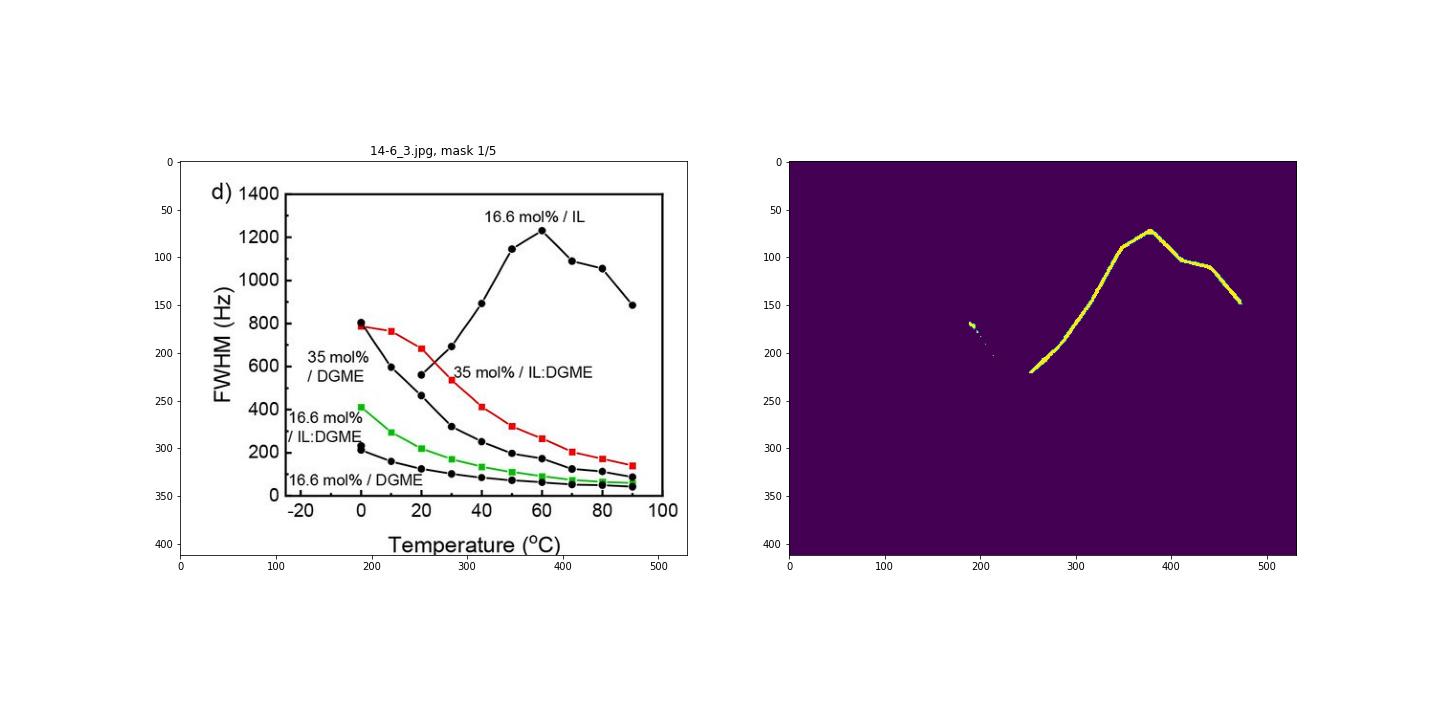 14-6_3.jpg, mask 1/5
0
50
100
150
200
250
300
350
400
0 100 200 300 400 500
d)
1400
1200
1000
800
600
400
200
0
-20 0 20 40 60 80 100
FWHM (Hz)
Temperature (°C)
16.6 mol% / IL
35 mol%
/ DGME
35 mol% / IL:DGME
16.6 mol%
/ IL:DGME
16.6 mol% / DGME
0
50
100
150
200
250
300
350
400
0 100 200 300 400 500